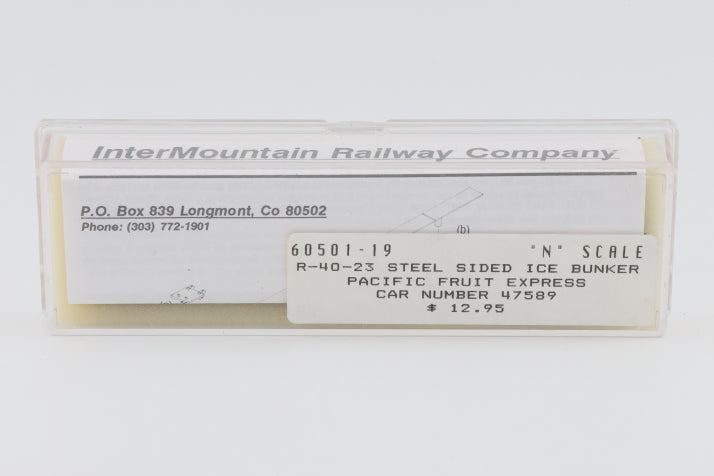 InterMountain Railway Company
P.O. Box 839 Longmont, Co 80502
Phone: (303) 772-1901
(b)
60501-19 "N" SCALE
R-40-23 STEEL SIDED ICE BUNKER
PACIFIC FRUIT EXPRESS
CAR NUMBER 47589
$ 12.95